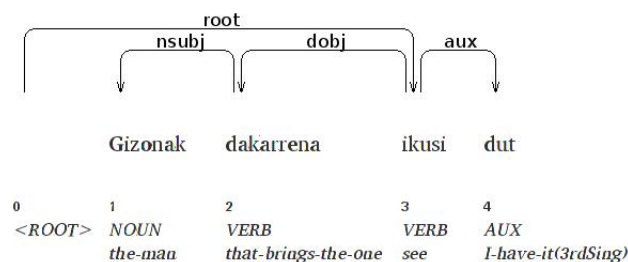 root
nsubj dobj aux
Gizonak dakarrena ikusi dut
0 1 2 3 4
<ROOT> NOUN VERB VERB AUX
the-man that-brings-the-one see I-have-it(3rdSing)